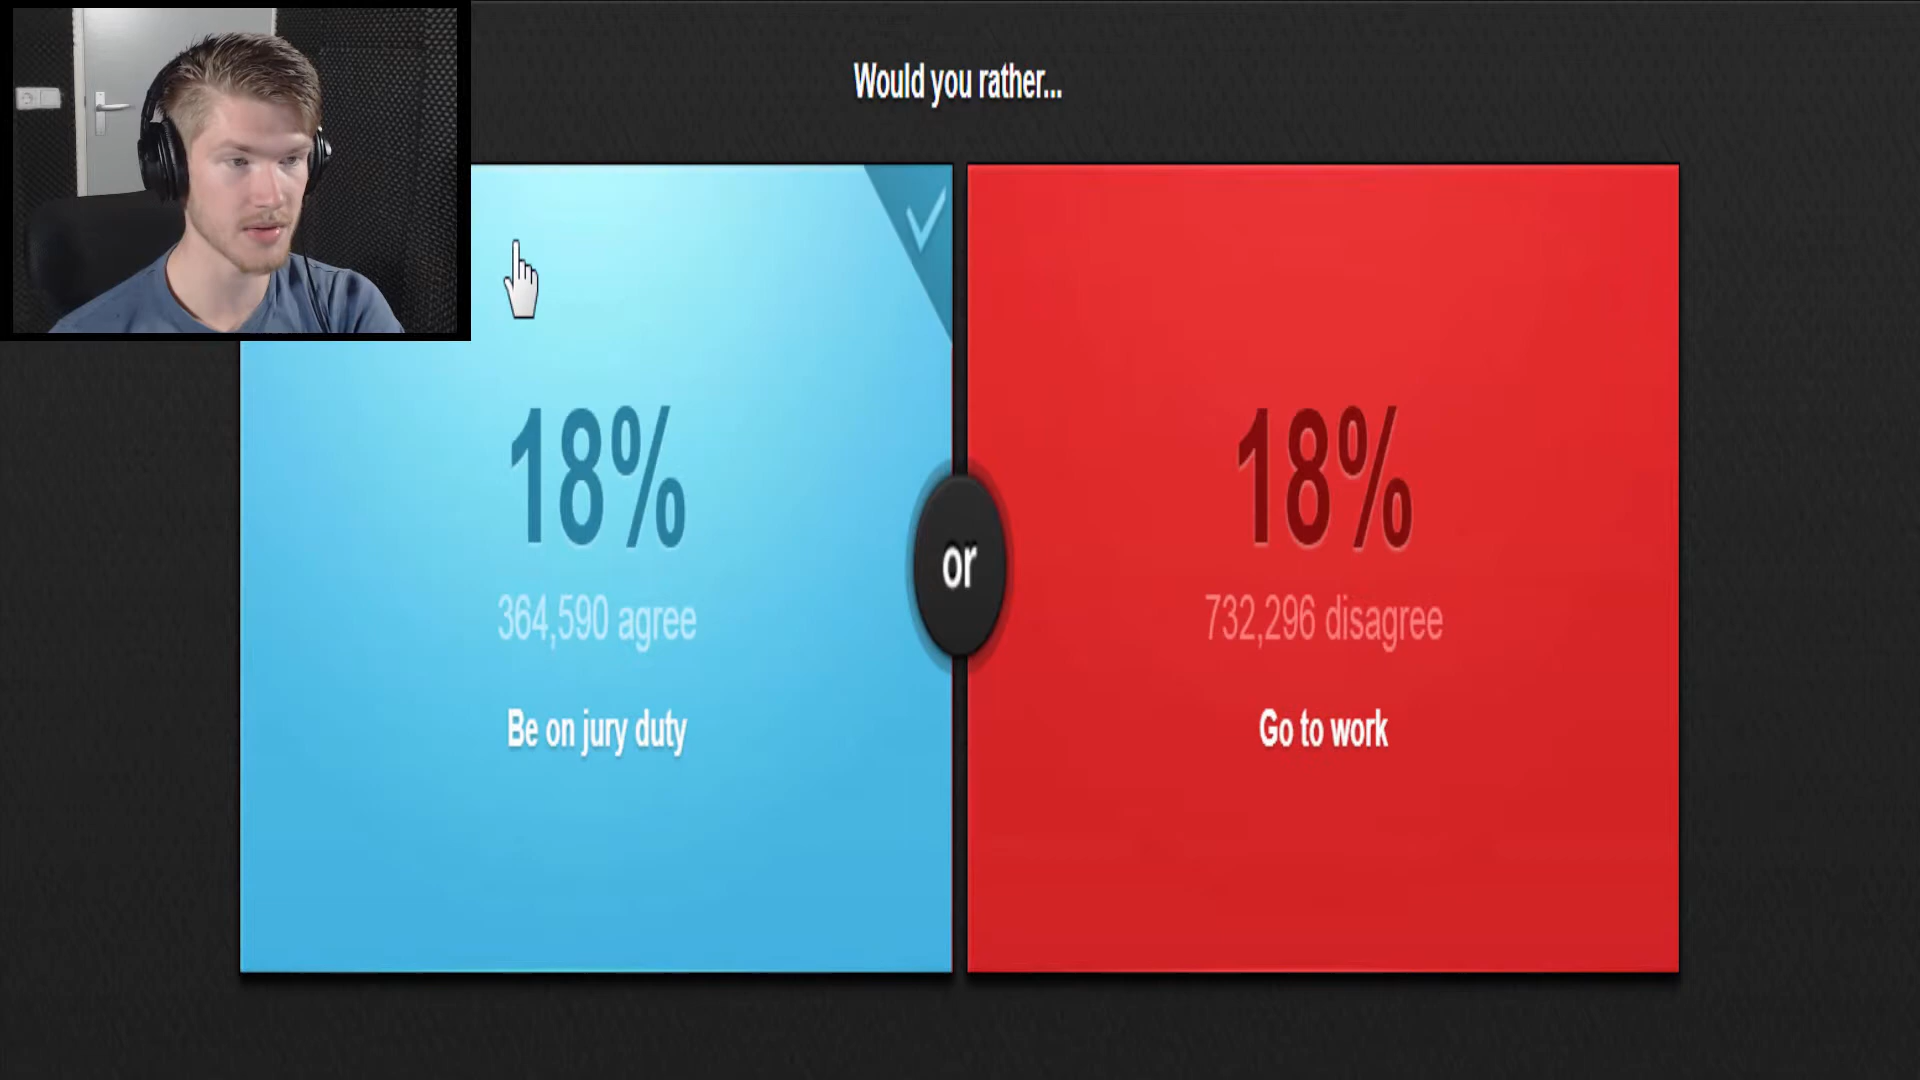 Would you rather...
18%
364,590 agree
Be on jury duty
or
18%
732,296 disagree
Go to work